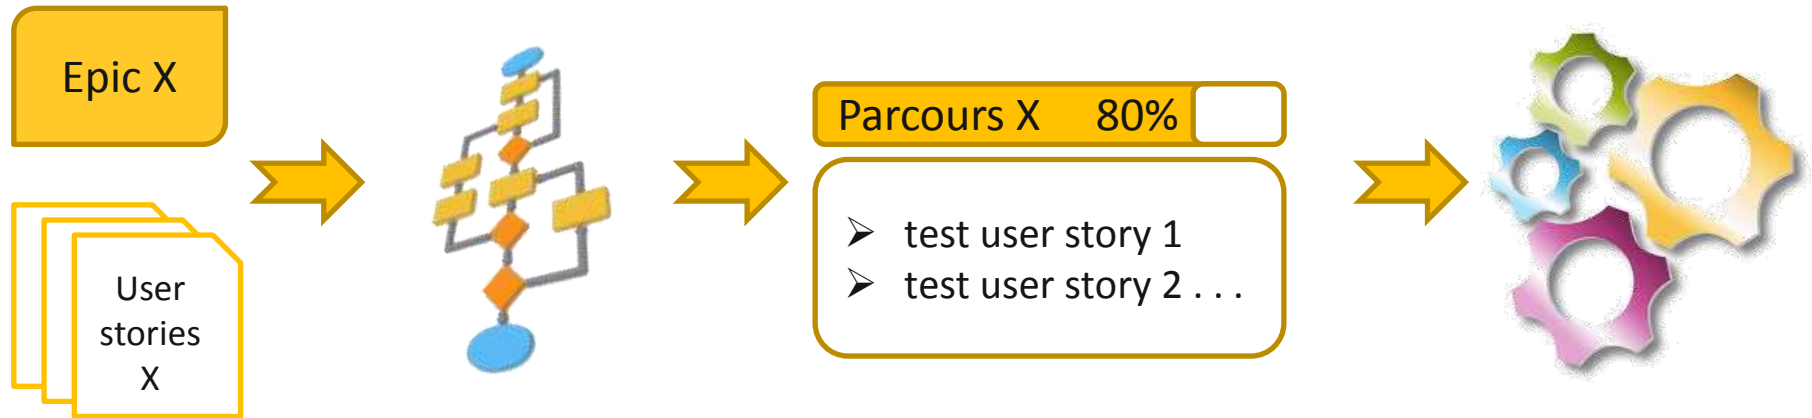 Epic X
User
stories
X
Parcours X 80%
➢ test user story 1
➢ test user story 2 . . .